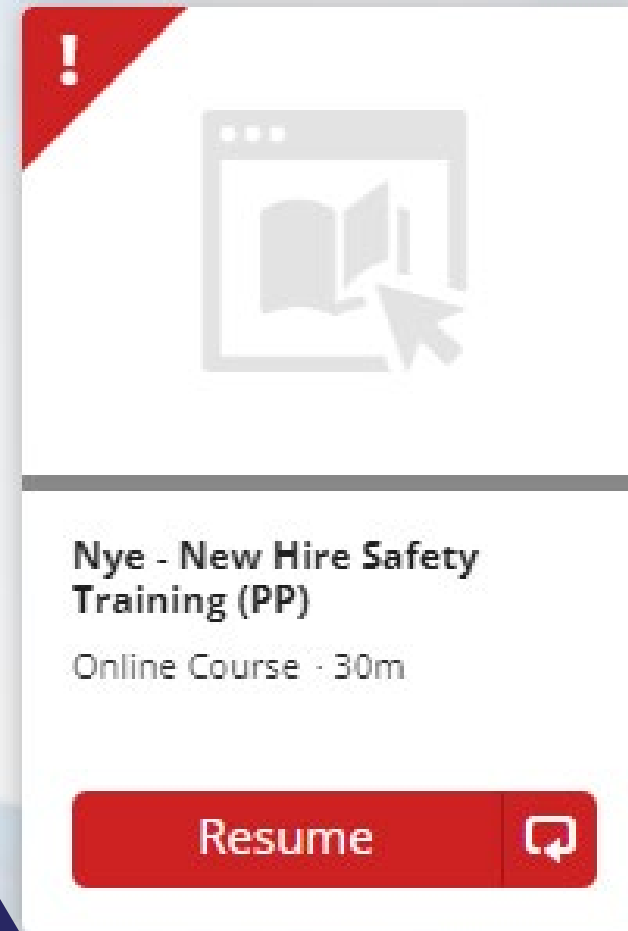 !
Nye - New Hire Safety
Training (PP)
Online Course · 30m
Resume